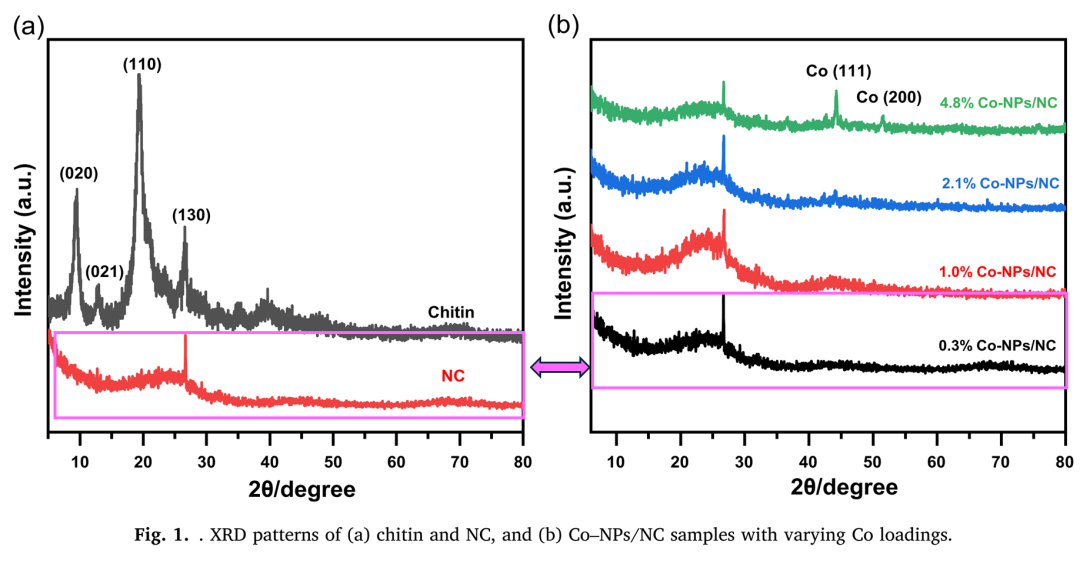 (a)
(b)
Intensity (a.u.)
(020)
(021)
(110)
(130)
Chitin
NC
10 20 30 40 50 60 70 80
2θ/degree
Intensity (a.u.)
Co (111)
Co (200)
4.8% Co-NPs/NC
2.1% Co-NPs/NC
1.0% Co-NPs/NC
0.3% Co-NPs/NC
10 20 30 40 50 60 70 80
2θ/degree
Fig. 1. . XRD patterns of (a) chitin and NC, and (b) Co–NPs/NC samples with varying Co loadings.